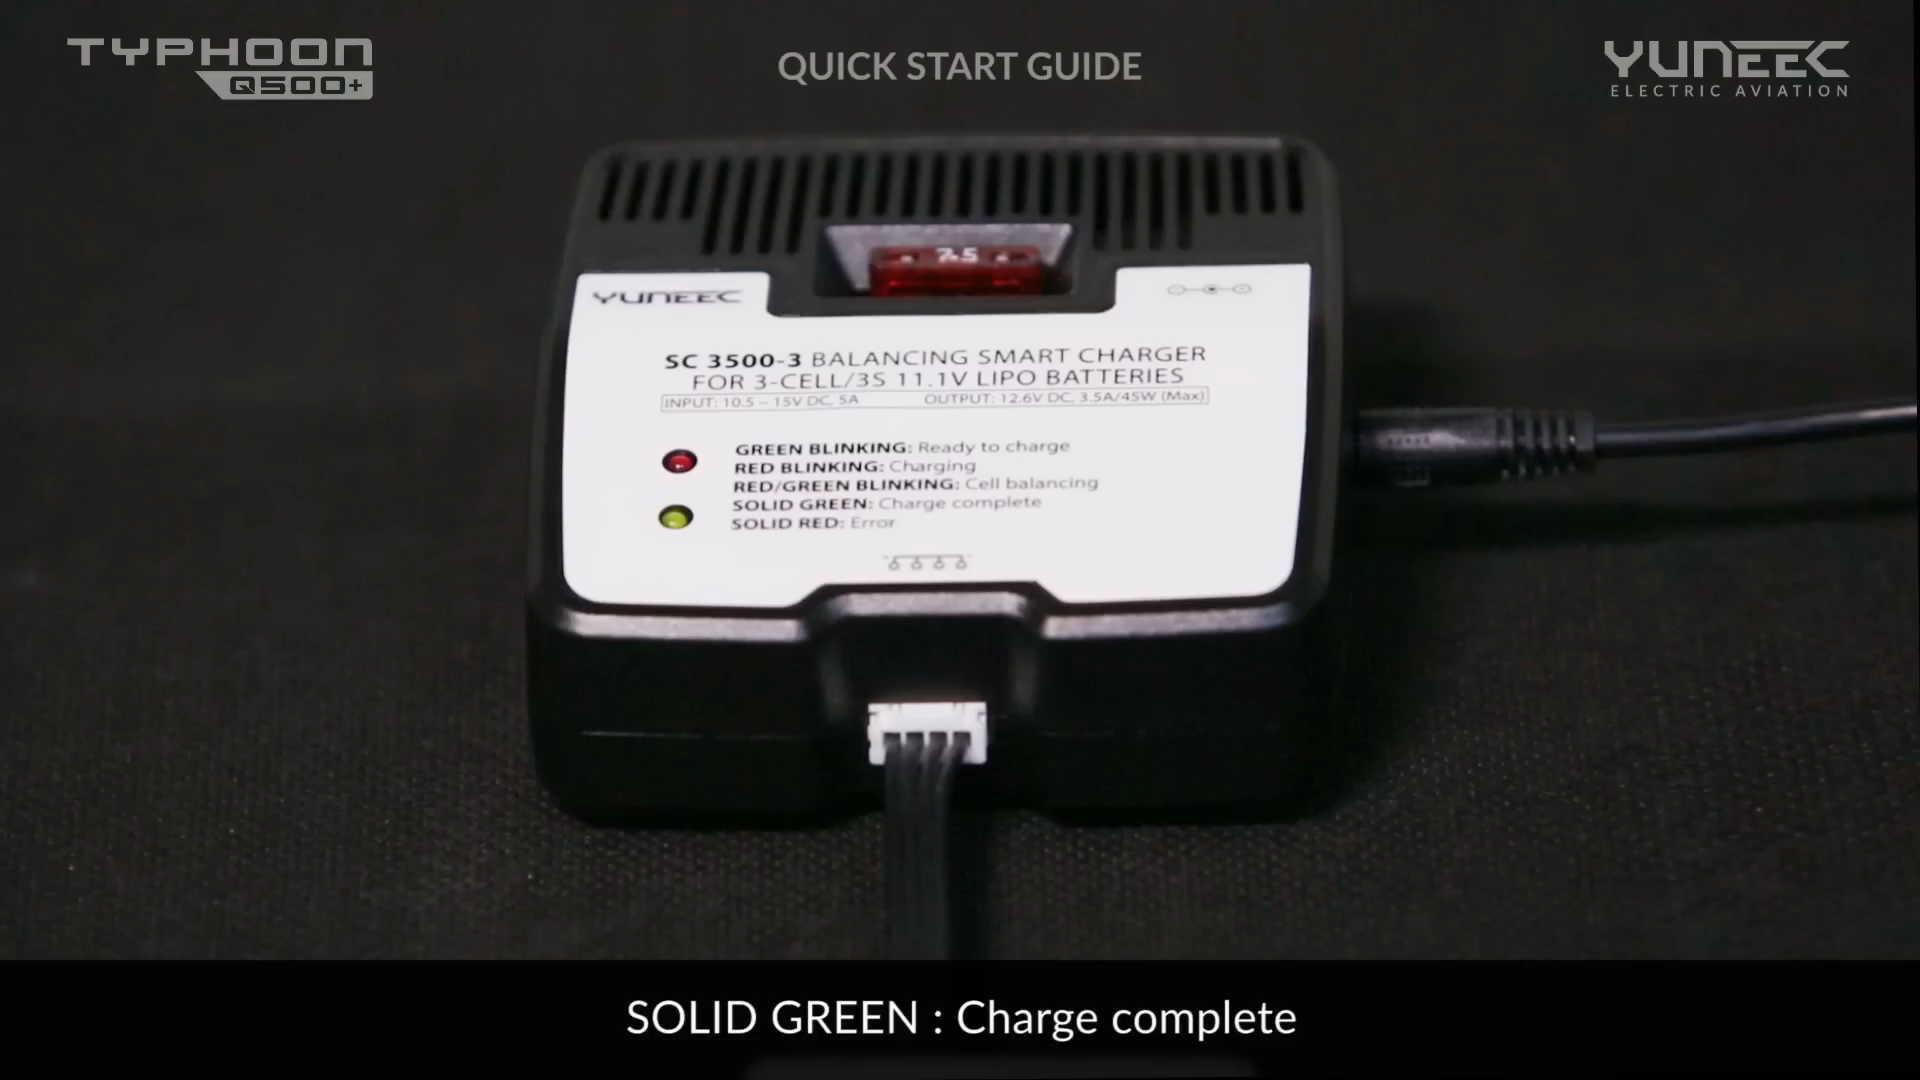 TYPHOON
Q500+
QUICK START GUIDE
YUNEEC
ELECTRIC AVIATION
7.5
YUNEEC
SC 3500-3 BALANCING SMART CHARGER
FOR 3-CELL/3S 11.1V LIPO BATTERIES
INPUT: 10.5 – 15V DC, 5A OUTPUT: 12.6V DC, 3.5A/45W (Max)
GREEN BLINKING: Ready to charge
RED BLINKING: Charging
RED/GREEN BLINKING: Cell balancing
SOLID GREEN: Charge complete
SOLID RED: Error
SOLID GREEN : Charge complete